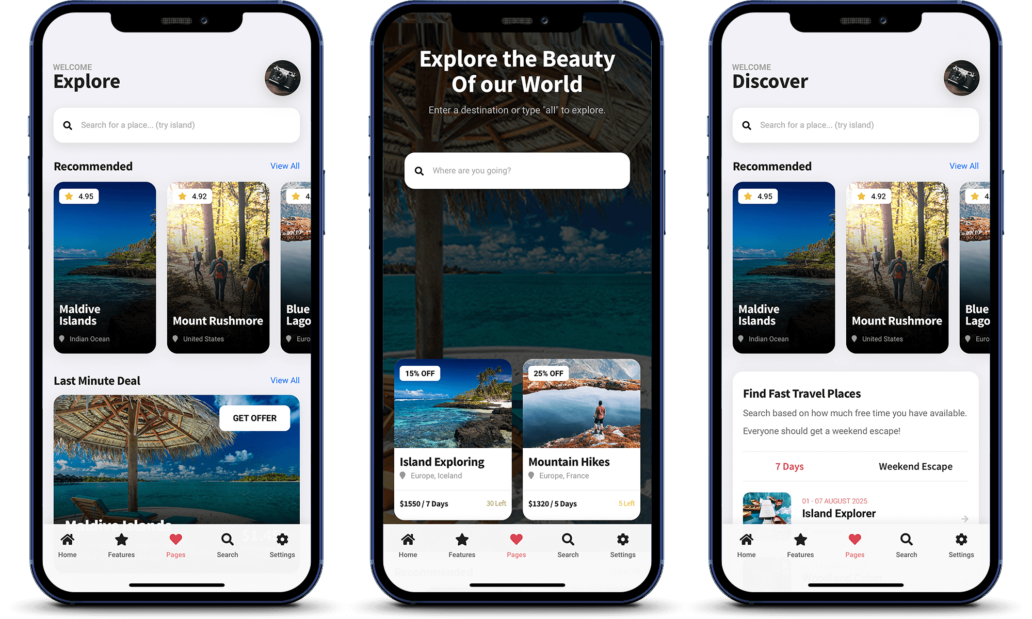 WELCOME
Explore
Search for a place... (try island)
Recommended
View All
4.95
4.92
4.
Maldive
Islands
Indian Ocean
Mount Rushmore
United States
Blue
Lago
Euro
Last Minute Deal
View All
GET OFFER
Maldive Islands
Home
Features
Pages
Search
Settings
Explore the Beauty
Of our World
Enter a destination or type "all" to explore.
Where are you going?
15% OFF
Island Exploring
Europe, Iceland
$1550 / 7 Days
30 Left
25% OFF
Mountain Hikes
Europe, France
$1320 / 5 Days
5 Left
Home
Features
Pages
Search
Settings
WELCOME
Discover
Search for a place... (try island)
Recommended
View All
4.95
4.92
4.
Maldive
Islands
Indian Ocean
Mount Rushmore
United States
Blue
Lago
Euro
Find Fast Travel Places
Search based on how much free time you have available.
Everyone should get a weekend escape!
7 Days
Weekend Escape
01 - 07 AUGUST 2025
Island Explorer
Home
Features
Pages
Search
Settings